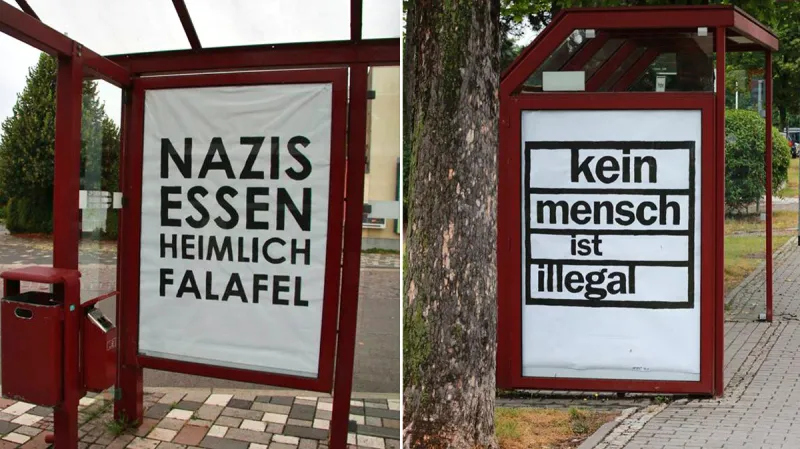 NAZIS
ESSEN
HEIMLICH
FALAFEL
kein
mensch
ist
illegal